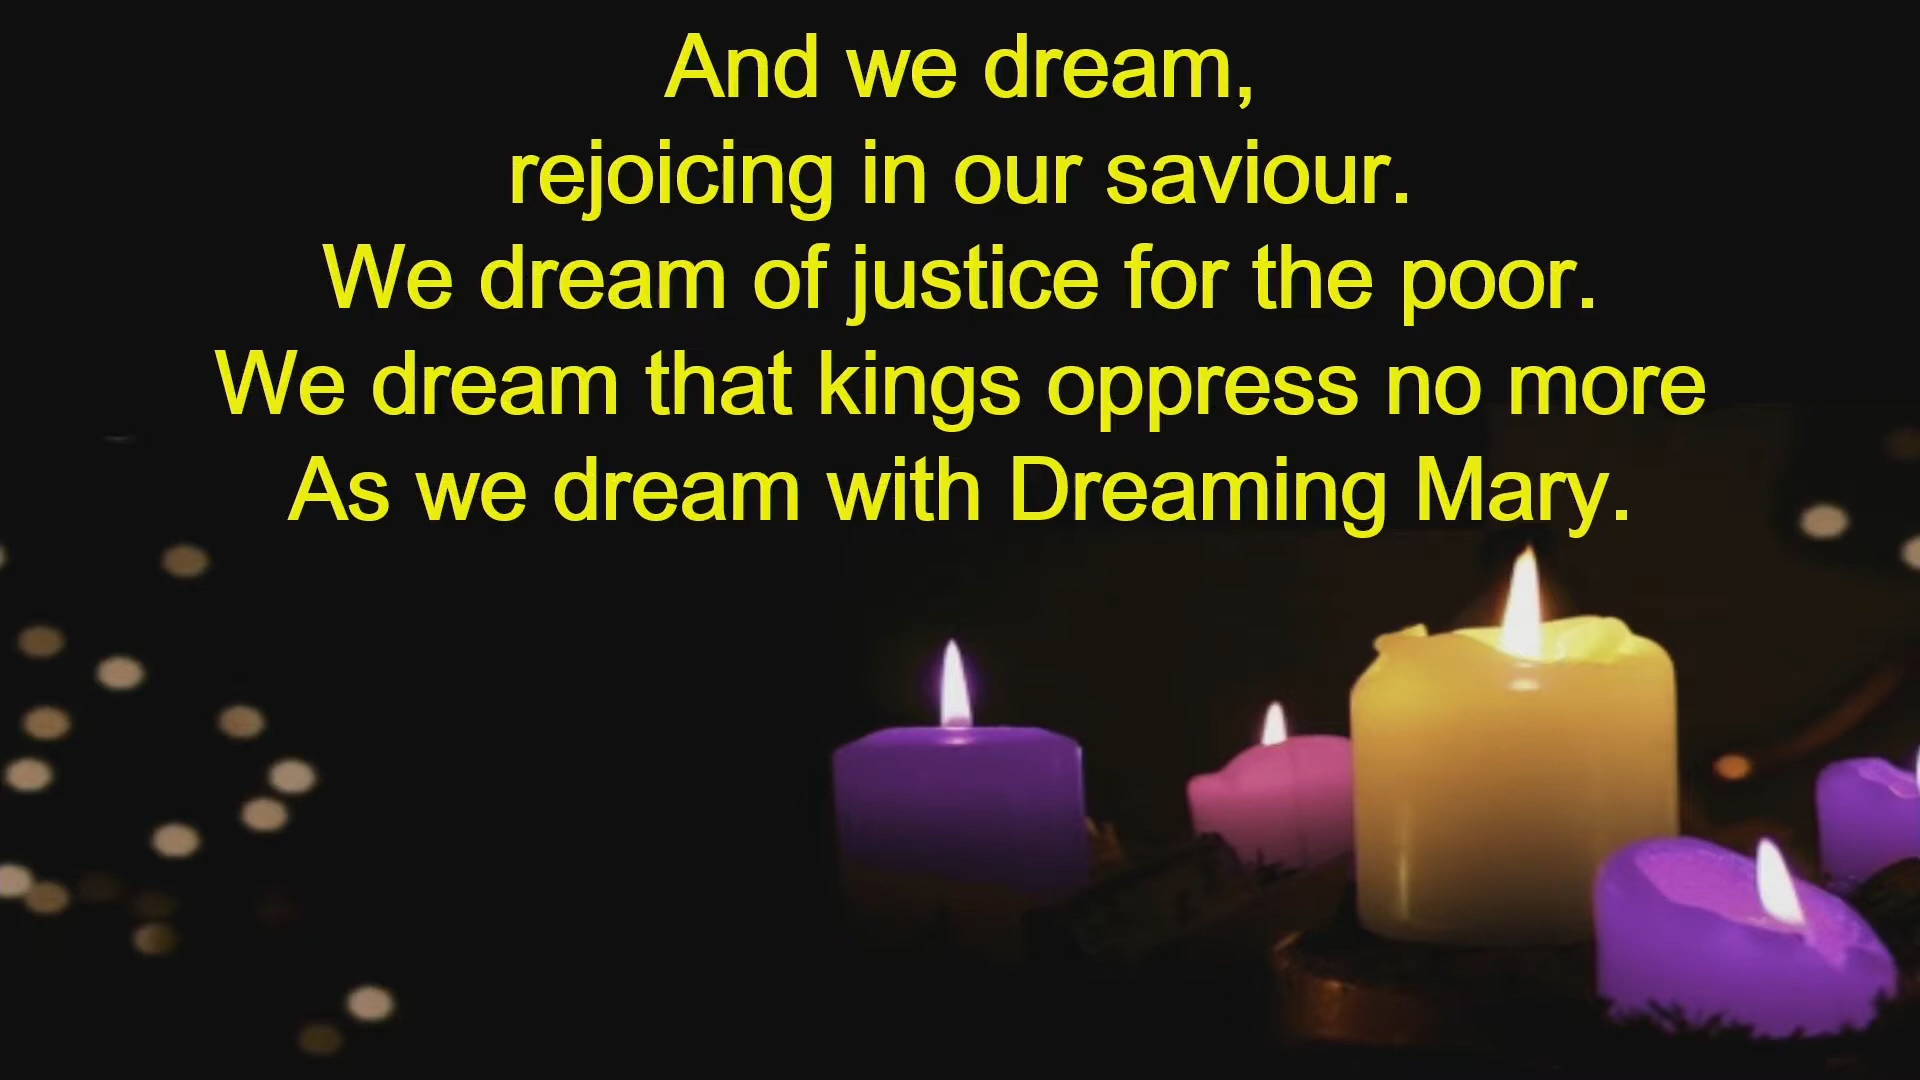 And we dream,
rejoicing in our saviour.
We dream of justice for the poor.
We dream that kings oppress no more
As we dream with Dreaming Mary.